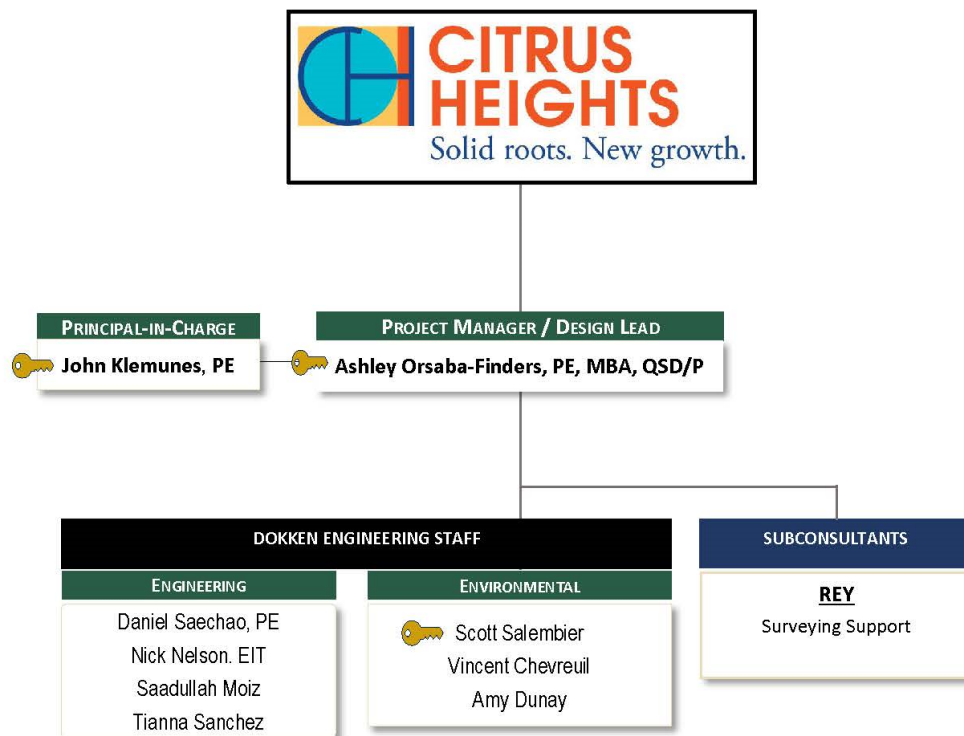 CITRUS
HEIGHTS
Solid roots. New growth.
PRINCIPAL-IN-CHARGE
John Klemunes, PE
PROJECT MANAGER / DESIGN LEAD
Ashley Orsaba-Finders, PE, MBA, QSD/P
DOKKEN ENGINEERING STAFF
ENGINEERING
Daniel Saechao, PE
Nick Nelson. EIT
Saadullah Moiz
Tianna Sanchez
ENVIRONMENTAL
Scott Salembier
Vincent Chevreuil
Amy Dunay
SUBCONSULTANTS
REY
Surveying Support